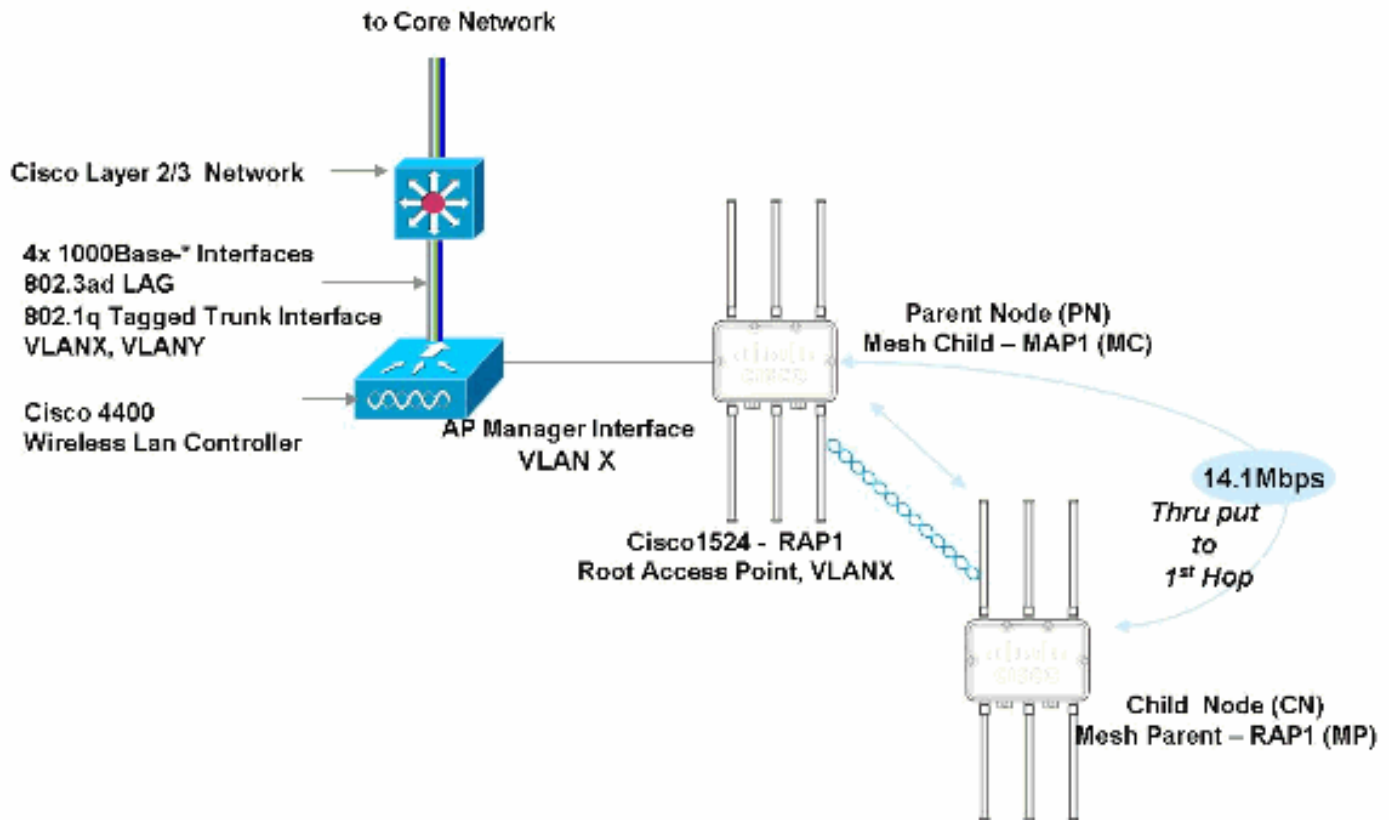 to Core Network
Cisco Layer 2/3 Network
4x 1000Base-* Interfaces
802.3ad LAG
802.1q Tagged Trunk Interface
VLANX, VLANY
Cisco 4400
Wireless Lan Controller
AP Manager Interface
VLAN X
Parent Node (PN)
Mesh Child – MAP1 (MC)
CISCO
Cisco1524 - RAP1
Root Access Point, VLANX
14.1Mbps
Thru put
to
1st Hop
CISCO
Child Node (CN)
Mesh Parent – RAP1 (MP)